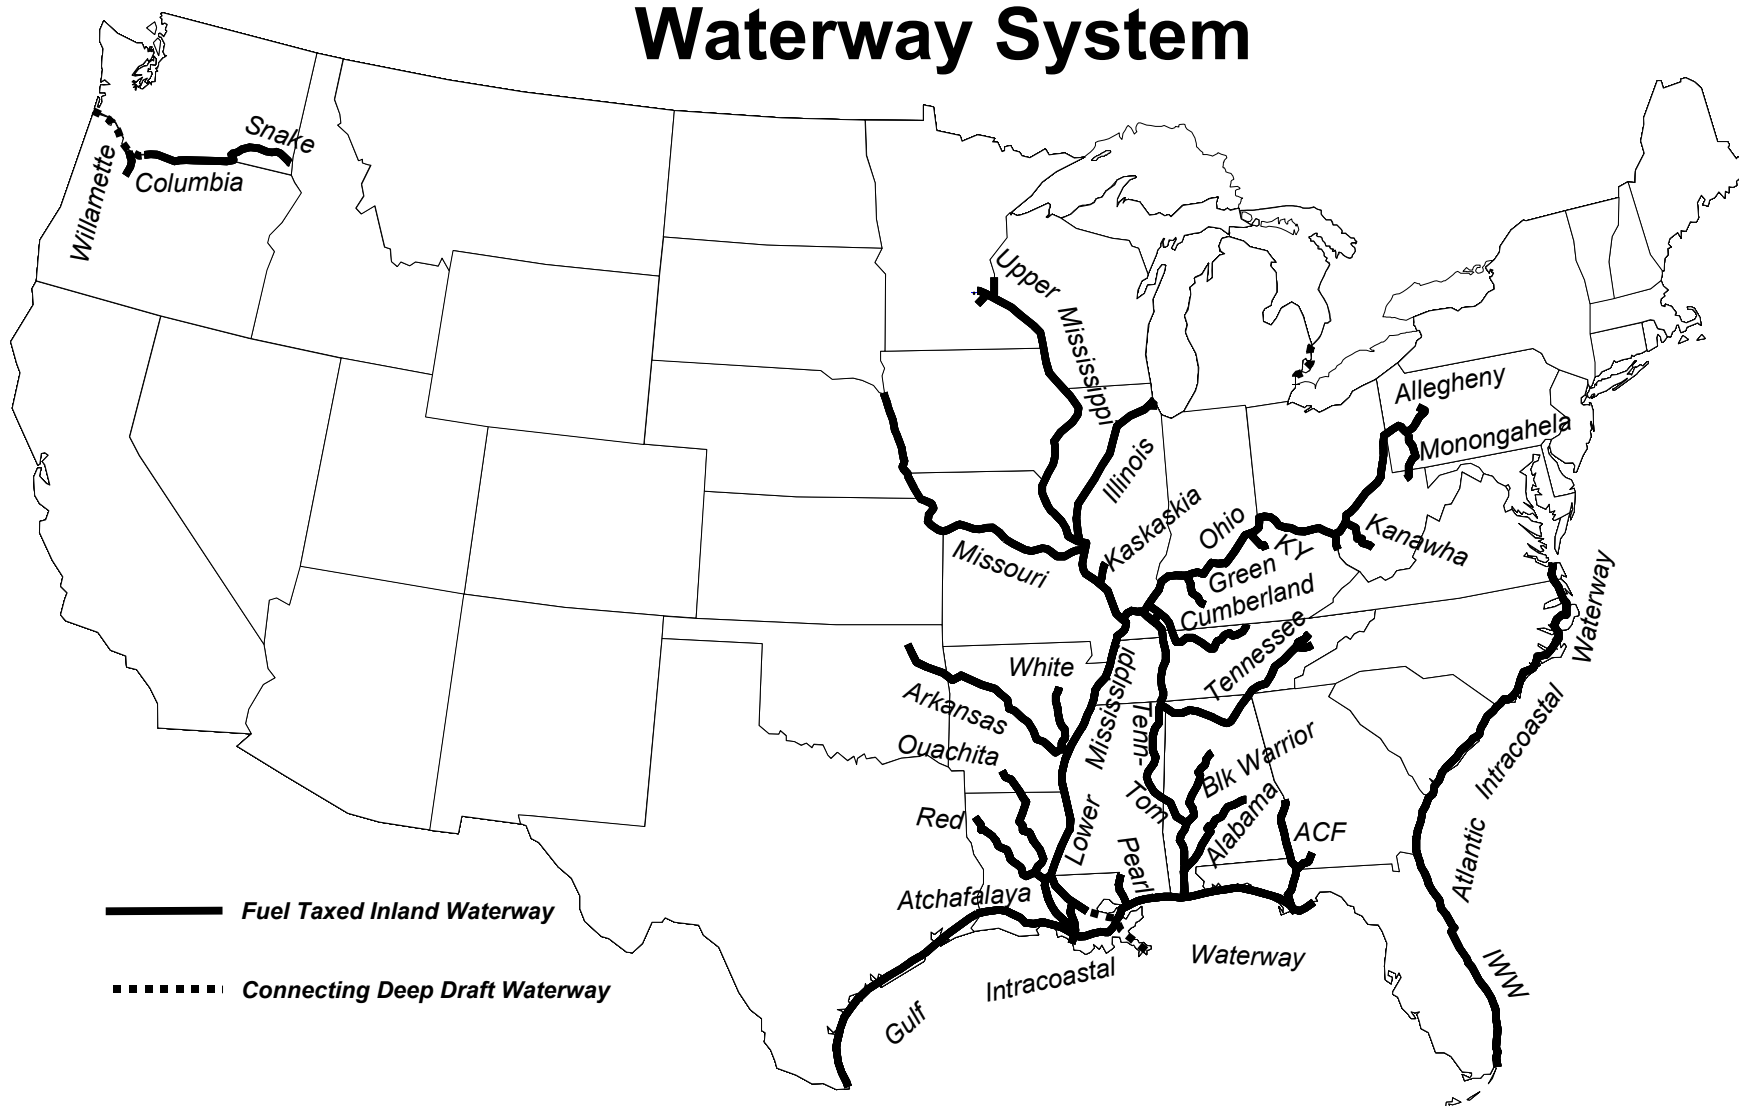 Waterway System
Snake
Columbia
Willamette
Upper
Mississippi
Illinois
Missouri
Kaskaskia
Ohio
KY
Green
Cumberland
Tennessee
Kanawha
Allegheny
Monongahela
White
Arkansas
Ouachita
Red
Atchafalaya
Lower
Mississippi
Pearl
Tenn-
Tom
Blk Warrior
Alabama
ACF
Atlantic
Intracoastal
Waterway
IWW
Gulf
Intracoastal
Waterway
Fuel Taxed Inland Waterway
Connecting Deep Draft Waterway